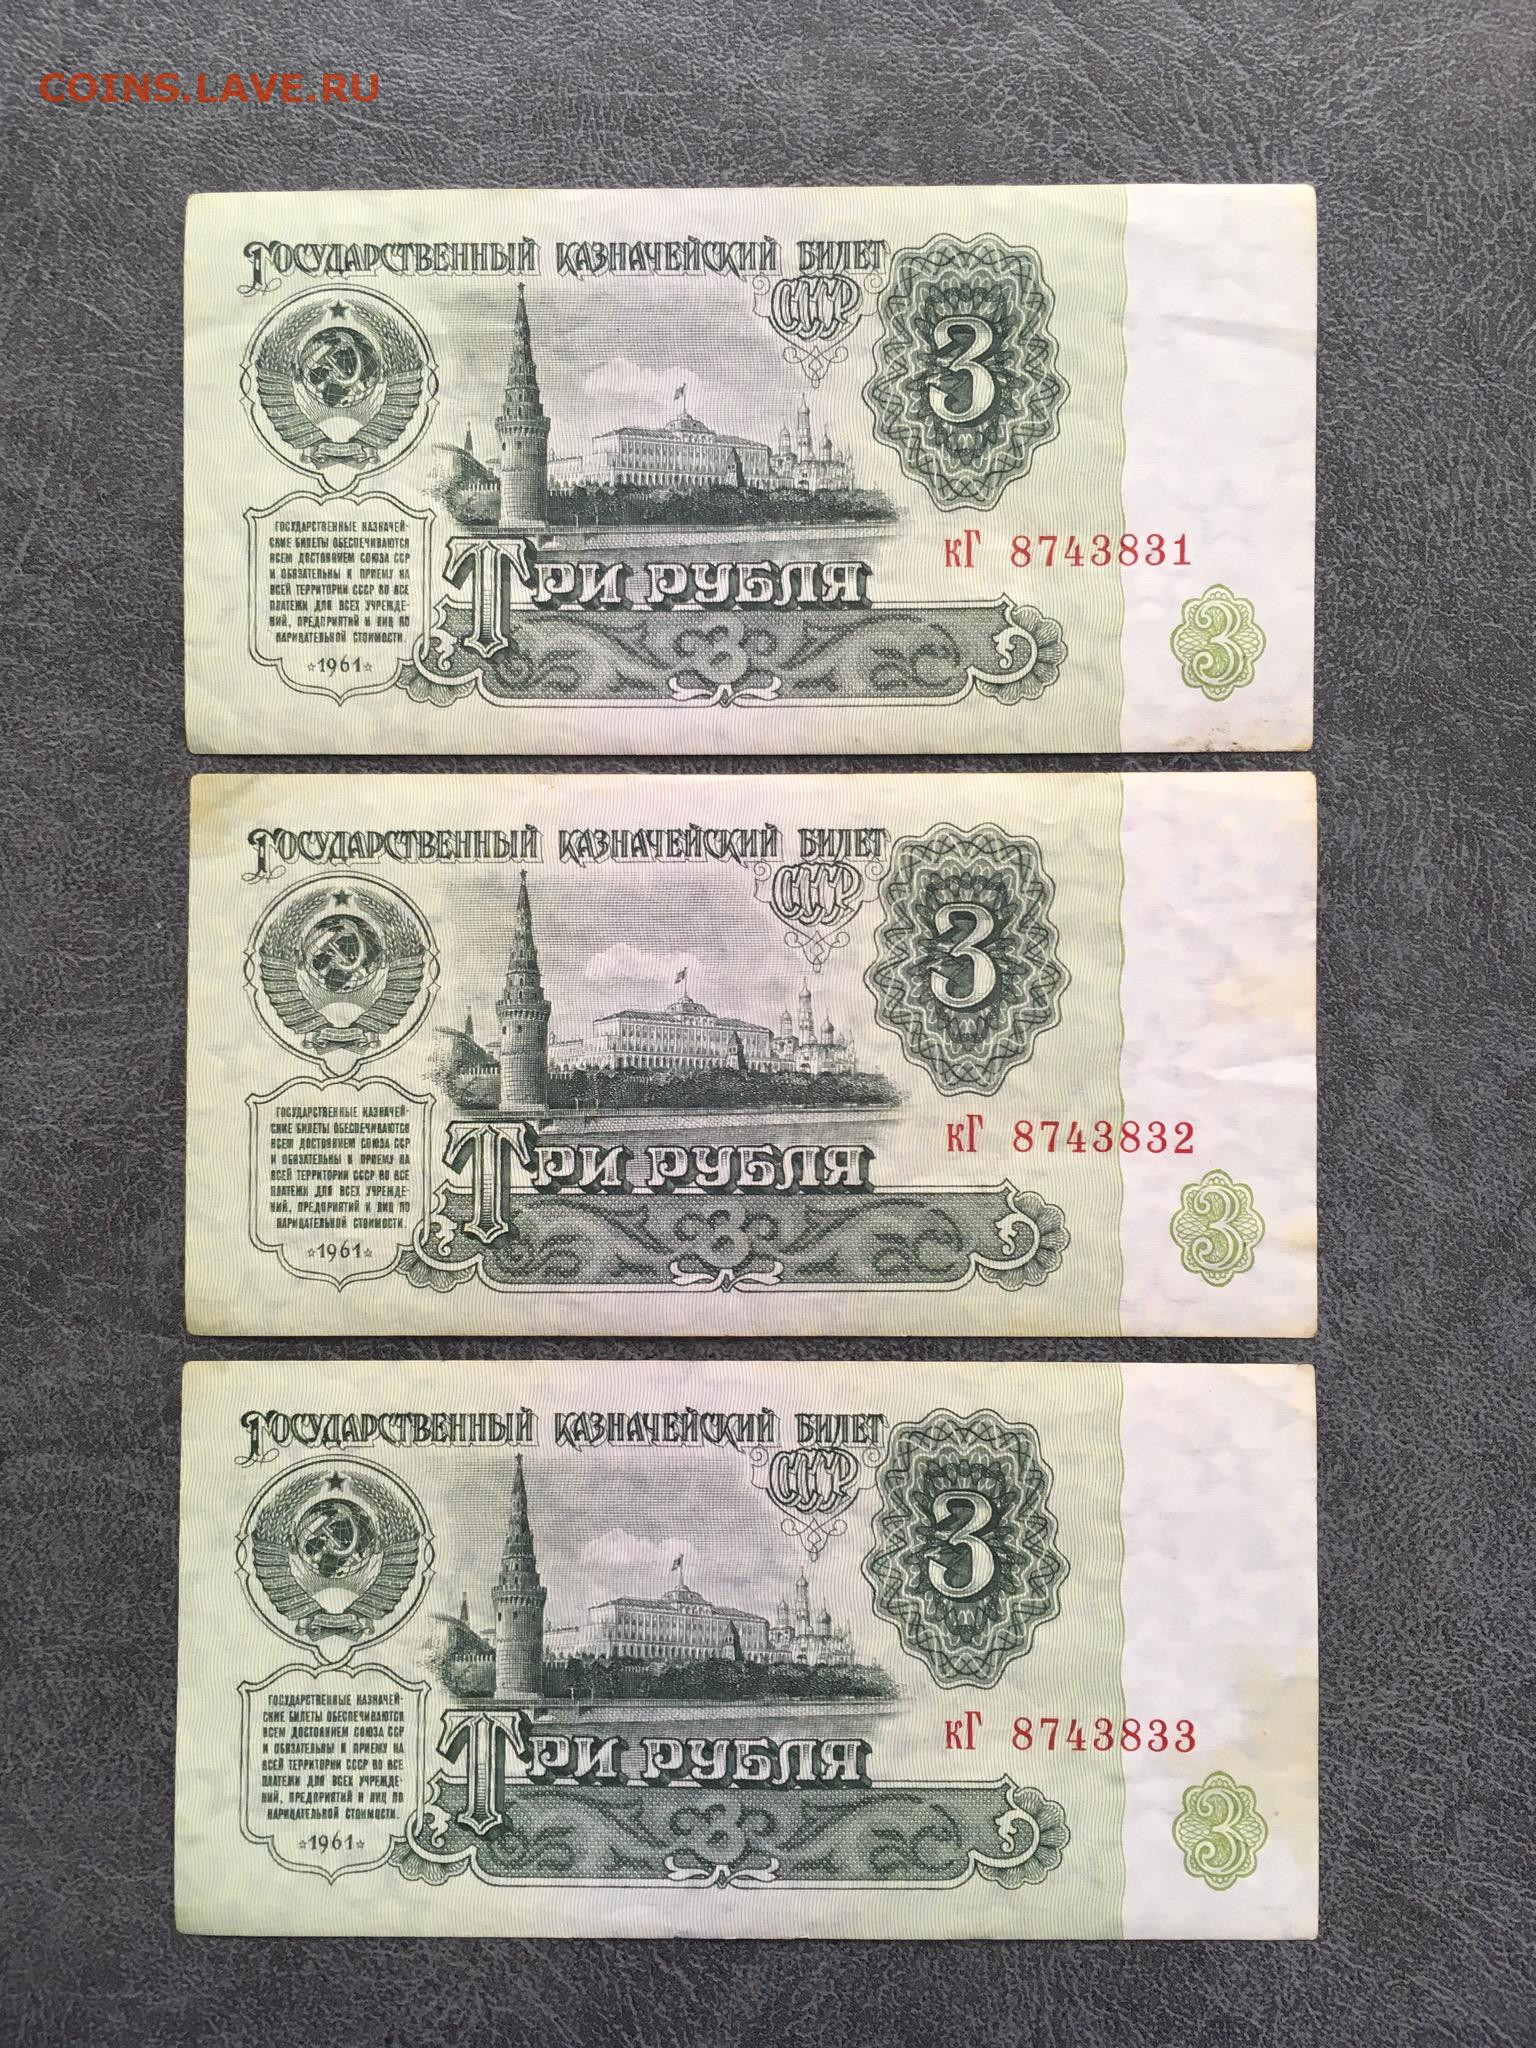 COINS.LAVE.RU
ГОСУДАРСТВЕННЫЙ КАЗНАЧЕЙСКИЙ БИЛЕТ
СССР
3
ГОСУДАРСТВЕННЫЕ КАЗНАЧЕЙ-
СКИЕ БИЛЕТЫ ОБЕСПЕЧИВАЮТСЯ
ВСЕМ ДОСТОЯНИЕМ СОЮЗА ССР
И ОБЯЗАТЕЛЬНЫ К ПРИЕМУ НА
ВСЕЙ ТЕРРИТОРИИ СССР ВО ВСЕ
ПЛАТЕЖИ ДЛЯ ВСЕХ УЧРЕЖДЕ-
НИЙ, ПРЕДПРИЯТИЙ И ЛИЦ ПО
НАРИЦАТЕЛЬНОЙ СТОИМОСТИ.
☆1961☆
кГ 8743831
ТРИ РУБЛЯ
3
3
ГОСУДАРСТВЕННЫЙ КАЗНАЧЕЙСКИЙ БИЛЕТ
СССР
3
ГОСУДАРСТВЕННЫЕ КАЗНАЧЕЙ-
СКИЕ БИЛЕТЫ ОБЕСПЕЧИВАЮТСЯ
ВСЕМ ДОСТОЯНИЕМ СОЮЗА ССР
И ОБЯЗАТЕЛЬНЫ К ПРИЕМУ НА
ВСЕЙ ТЕРРИТОРИИ СССР ВО ВСЕ
ПЛАТЕЖИ ДЛЯ ВСЕХ УЧРЕЖДЕ-
НИЙ, ПРЕДПРИЯТИЙ И ЛИЦ ПО
НАРИЦАТЕЛЬНОЙ СТОИМОСТИ.
☆1961☆
кГ 8743832
ТРИ РУБЛЯ
3
3
ГОСУДАРСТВЕННЫЙ КАЗНАЧЕЙСКИЙ БИЛЕТ
СССР
3
ГОСУДАРСТВЕННЫЕ КАЗНАЧЕЙ-
СКИЕ БИЛЕТЫ ОБЕСПЕЧИВАЮТСЯ
ВСЕМ ДОСТОЯНИЕМ СОЮЗА ССР
И ОБЯЗАТЕЛЬНЫ К ПРИЕМУ НА
ВСЕЙ ТЕРРИТОРИИ СССР ВО ВСЕ
ПЛАТЕЖИ ДЛЯ ВСЕХ УЧРЕЖДЕ-
НИЙ, ПРЕДПРИЯТИЙ И ЛИЦ ПО
НАРИЦАТЕЛЬНОЙ СТОИМОСТИ.
☆1961☆
кГ 8743833
ТРИ РУБЛЯ
3
3